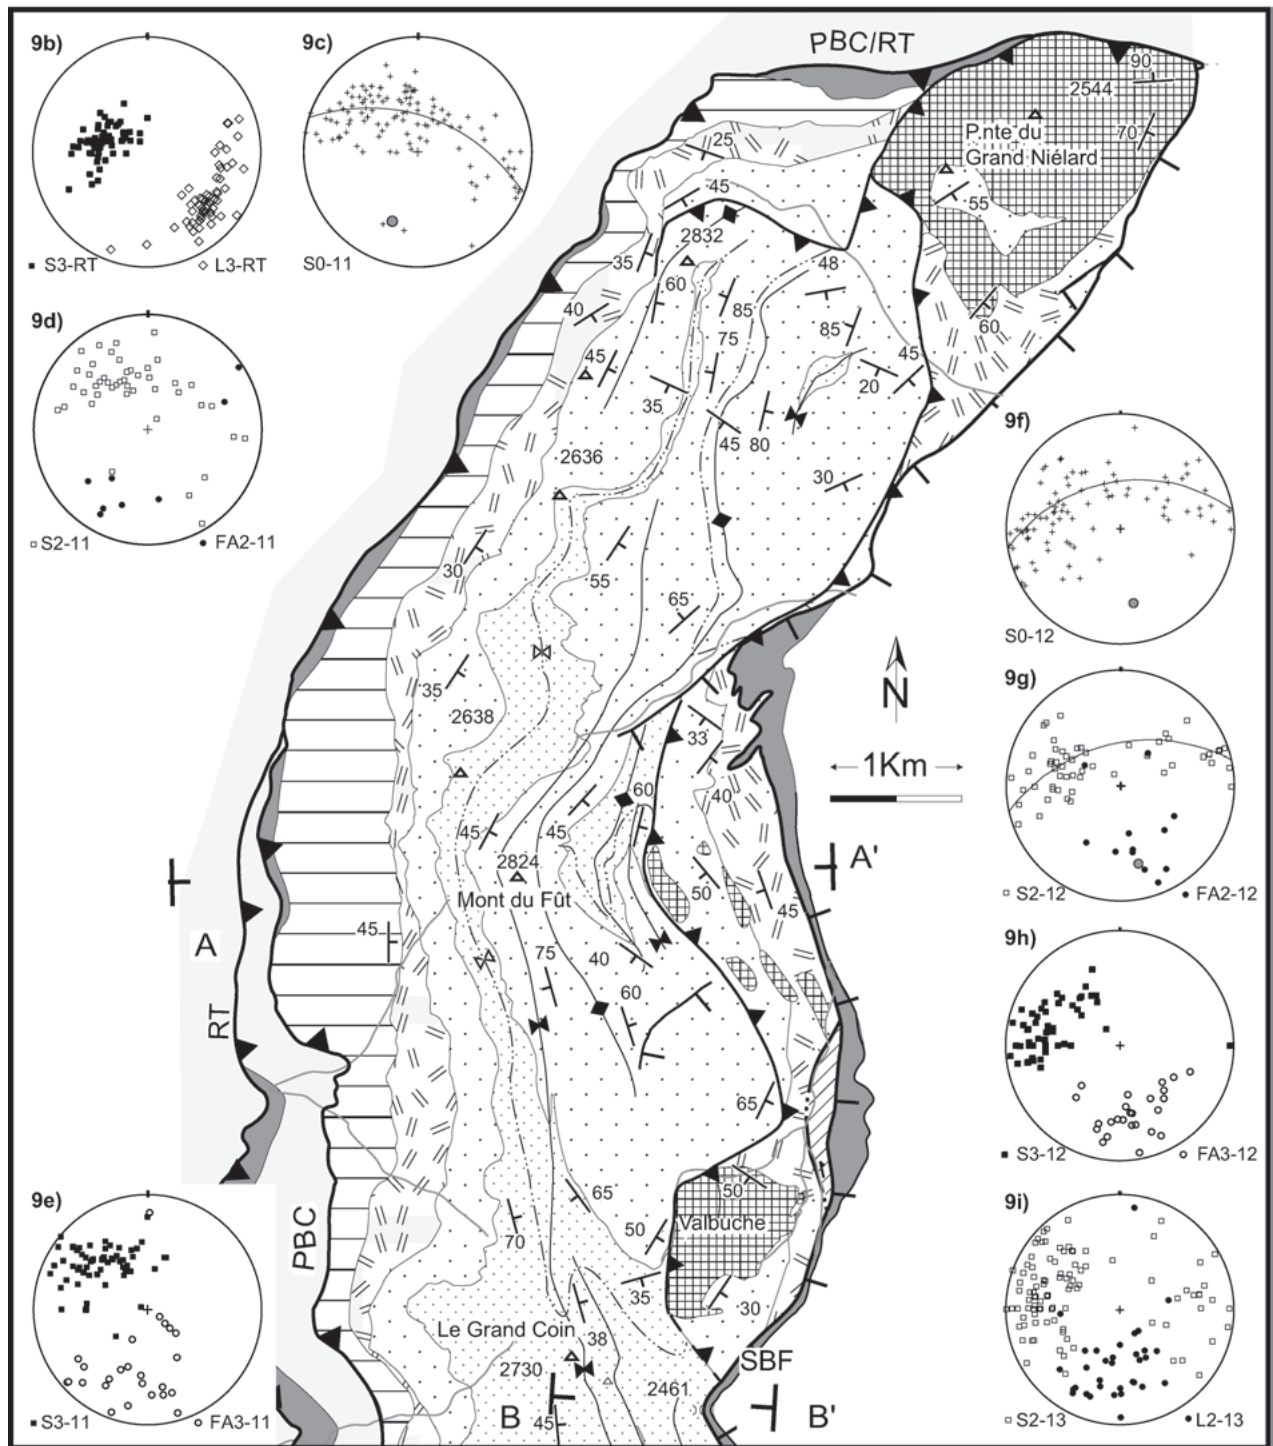 9b)
S3-RT
L3-RT
9c)
S0-11
PBC/RT
90
2544
70
P.nte du
Grand Niélard
55
25
45
2832
35
60
48
40
85
60
9d)
S2-11
FA2-11
45
75
85
45
20
35
45
80
2636
30
9f)
S0-12
30
55
65
35
2638
N
1Km
33
9g)
S2-12
FA2-12
60
40
45
45
2824
A'
Mont du Fût
50
45
45
A
75
40
60
9h)
S3-12
FA3-12
RT
65
9e)
S3-11
FA3-11
PBC
65
50
Valbuche
50
70
35
30
9i)
S2-13
L2-13
Le Grand Coin
38
2730
SBF
2461
B
45
B'